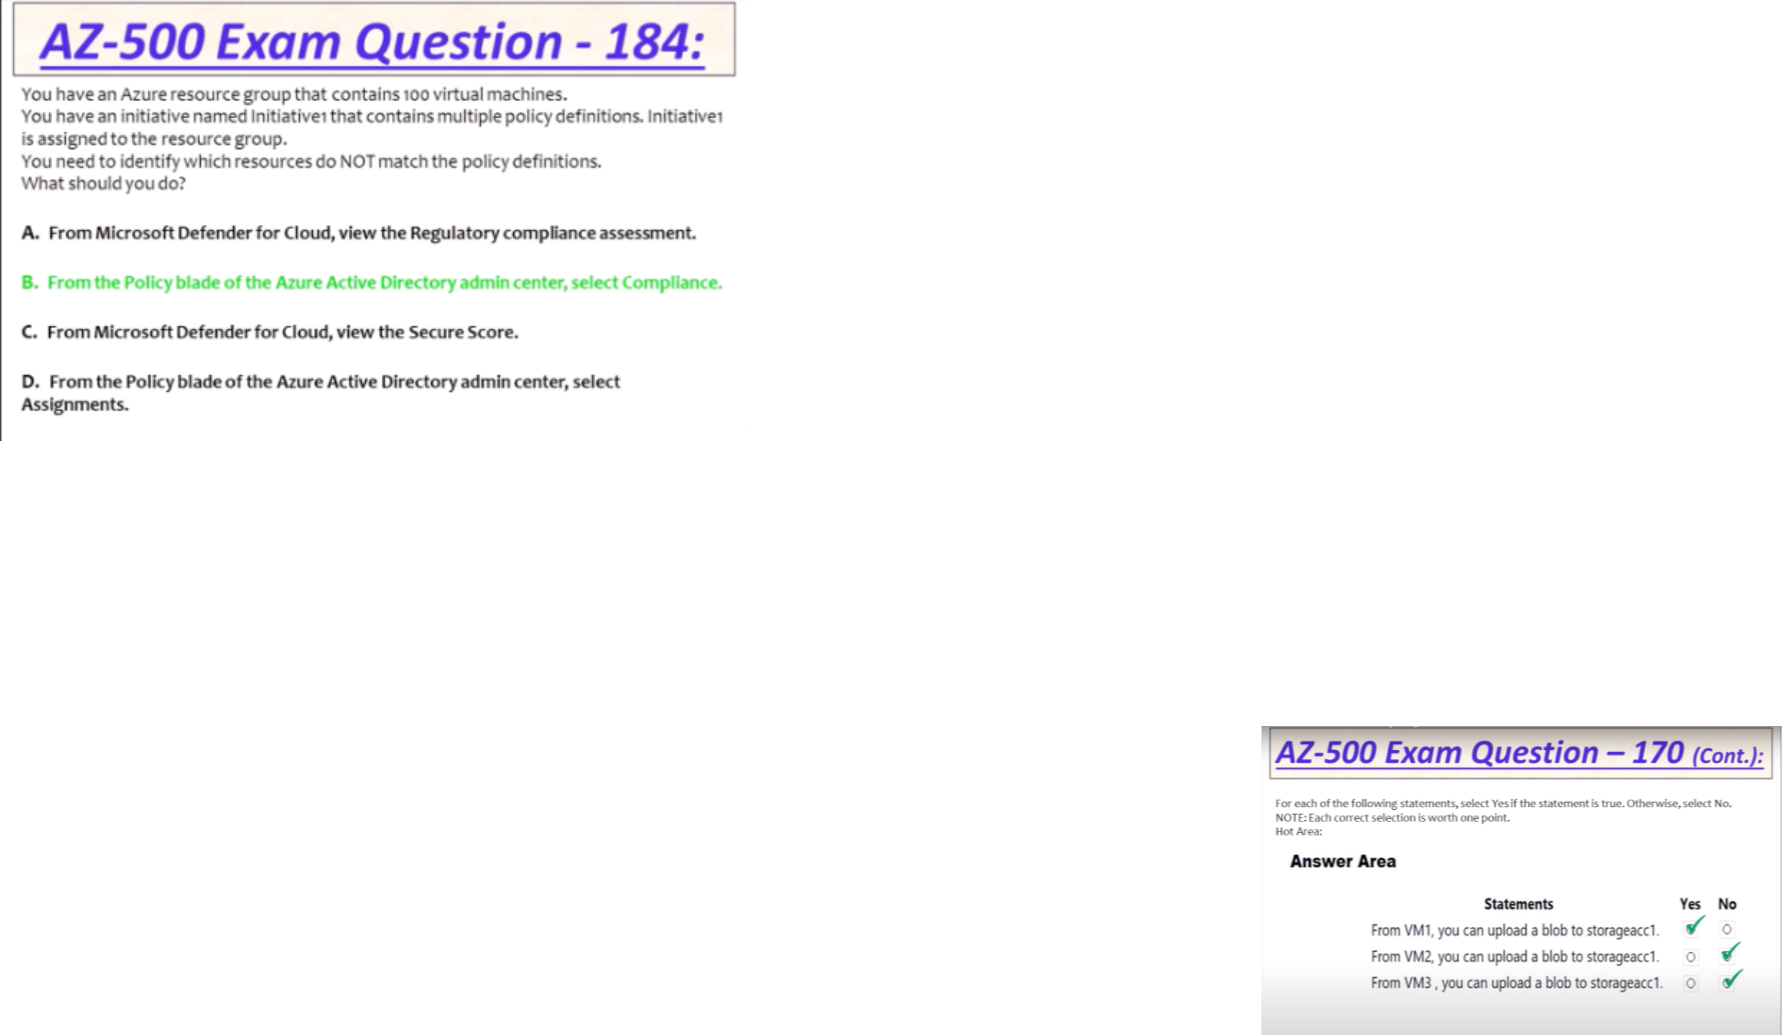 AZ-500 Exam Question - 184:
You have an Azure resource group that contains 100 virtual machines.
You have an initiative named Initiative1 that contains multiple policy definitions. Initiative1
is assigned to the resource group.
You need to identify which resources do NOT match the policy definitions.
What should you do?
A. From Microsoft Defender for Cloud, view the Regulatory compliance assessment.
B. From the Policy blade of the Azure Active Directory admin center, select Compliance.
C. From Microsoft Defender for Cloud, view the Secure Score.
D. From the Policy blade of the Azure Active Directory admin center, select
Assignments.
AZ-500 Exam Question – 170 (Cont.):
For each of the following statements, select Yes if the statement is true. Otherwise, select No.
NOTE: Each correct selection is worth one point.
Hot Area:
Answer Area
Statements Yes No
From VM1, you can upload a blob to storageacc1.
From VM2, you can upload a blob to storageacc1.
From VM3 , you can upload a blob to storageacc1.